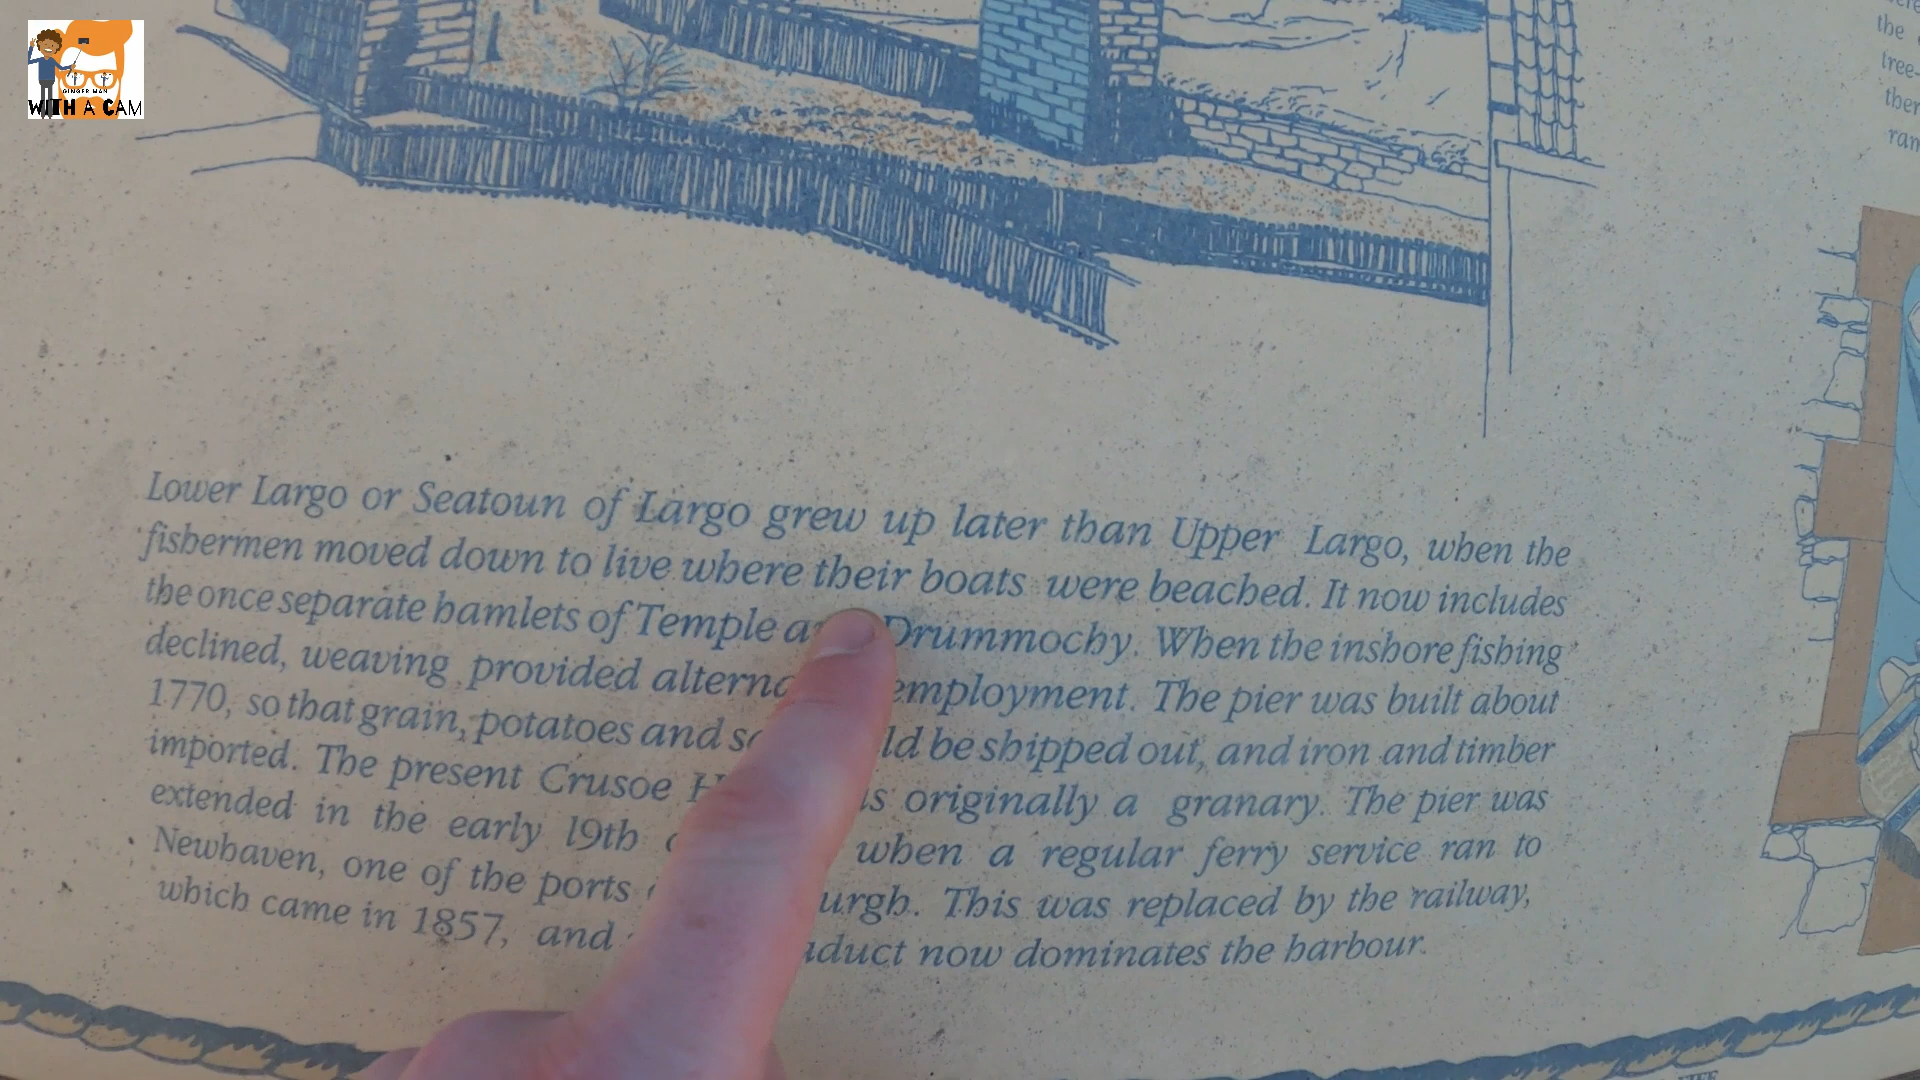 GINGER MAN
WITH A CAM
the
tree-
Lower Largo or Seatoun of Largo grew up later than Upper Largo, when the
fishermen moved down to live where their boats were beached. It now includes
the once separate hamlets of Temple Drummochy. When the inshore fishing
declined, weaving provided employment. The pier was built about
1770, so that grain, potatoes and be shipped out, and iron and timber
imported. The present Crusoe originally a granary. The pier was
extended in the early 19th when a regular ferry service ran to
Newhaven, one of the ports This was replaced by the railway,
which came in 1857, and now dominates the harbour.